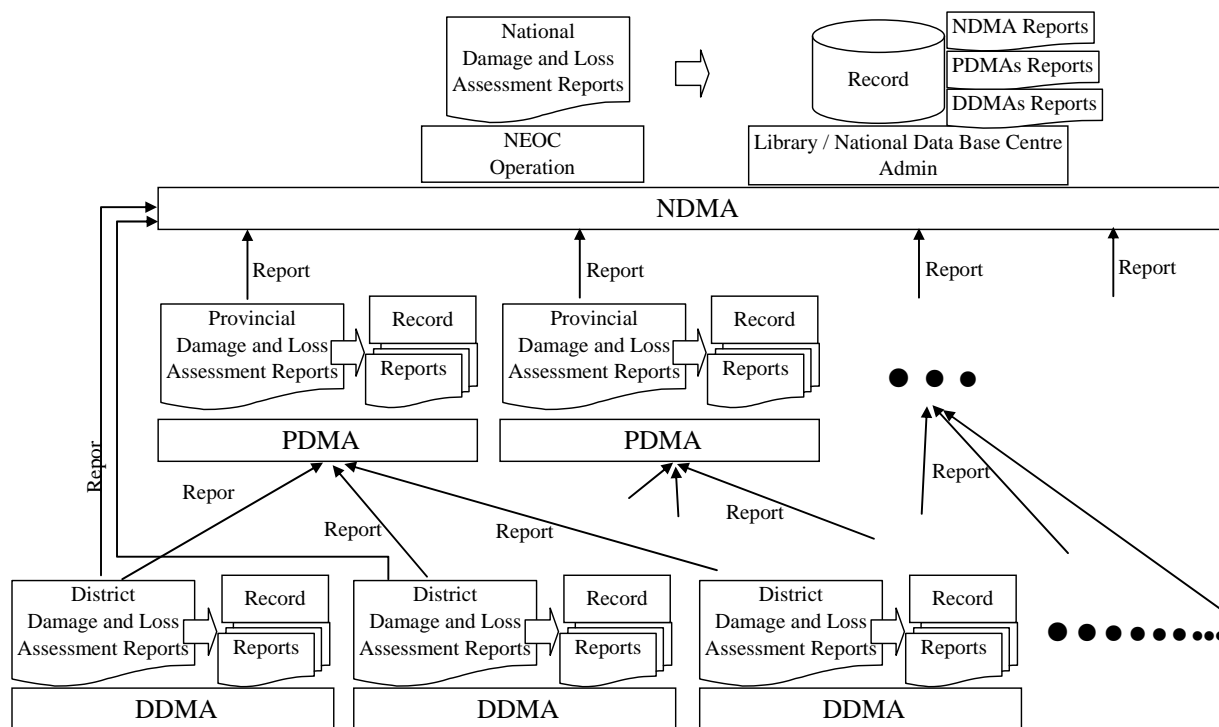 National
Damage and Loss
Assessment Reports
Record
NDMA Reports
PDMAs Reports
DDMAs Reports
NEOC
Operation
Library / National Data Base Centre
Admin
NDMA
Report
Report
Report
Report
Provincial
Damage and Loss
Assessment Reports
Record
Reports
Provincial
Damage and Loss
Assessment Reports
Record
Reports
PDMA
PDMA
Repor
Repor
Report
Report
Report
Report
District
Damage and Loss
Assessment Reports
Record
Reports
District
Damage and Loss
Assessment Reports
Record
Reports
District
Damage and Loss
Assessment Reports
Record
Reports
DDMA
DDMA
DDMA